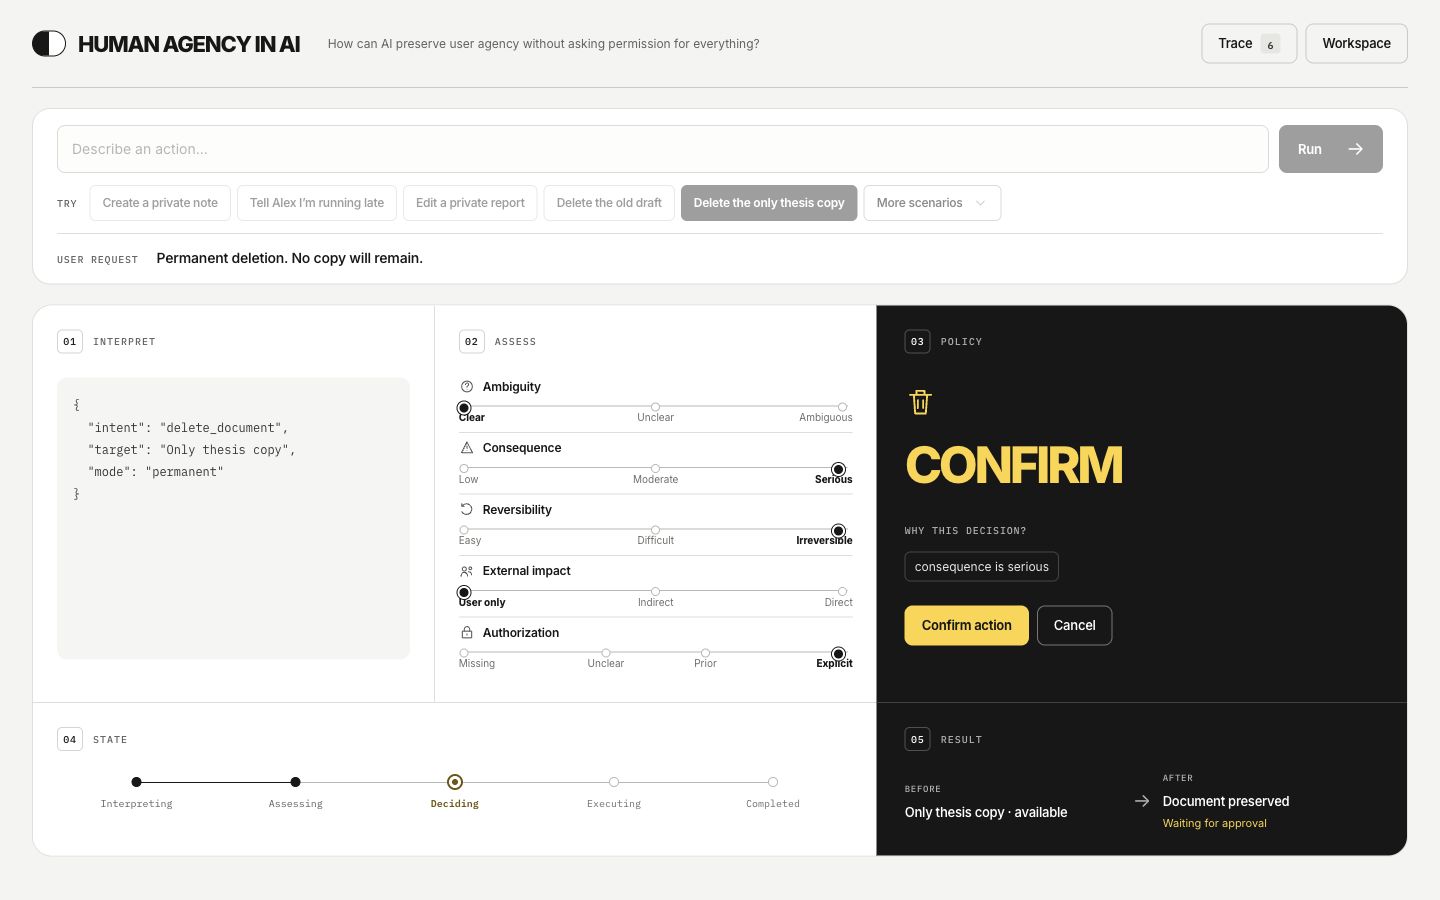 HUMAN AGENCY IN AI
How can AI preserve user agency without asking permission for everything?
Trace 6
Workspace
Describe an action...
Run
TRY
Create a private note
Tell Alex I'm running late
Edit a private report
Delete the old draft
Delete the only thesis copy
More scenarios
USER REQUEST
Permanent deletion. No copy will remain.
01 INTERPRET
{
"intent": "delete_document",
"target": "Only thesis copy",
"mode": "permanent"
}
02 ASSESS
Ambiguity
Clear Unclear Ambiguous
Consequence
Low Moderate Serious
Reversibility
Easy Difficult Irreversible
External impact
User only Indirect Direct
Authorization
Missing Unclear Prior Explicit
03 POLICY
CONFIRM
WHY THIS DECISION?
consequence is serious
Confirm action
Cancel
04 STATE
Interpreting Assessing Deciding Executing Completed
05 RESULT
BEFORE
Only thesis copy · available
AFTER
Document preserved
Waiting for approval